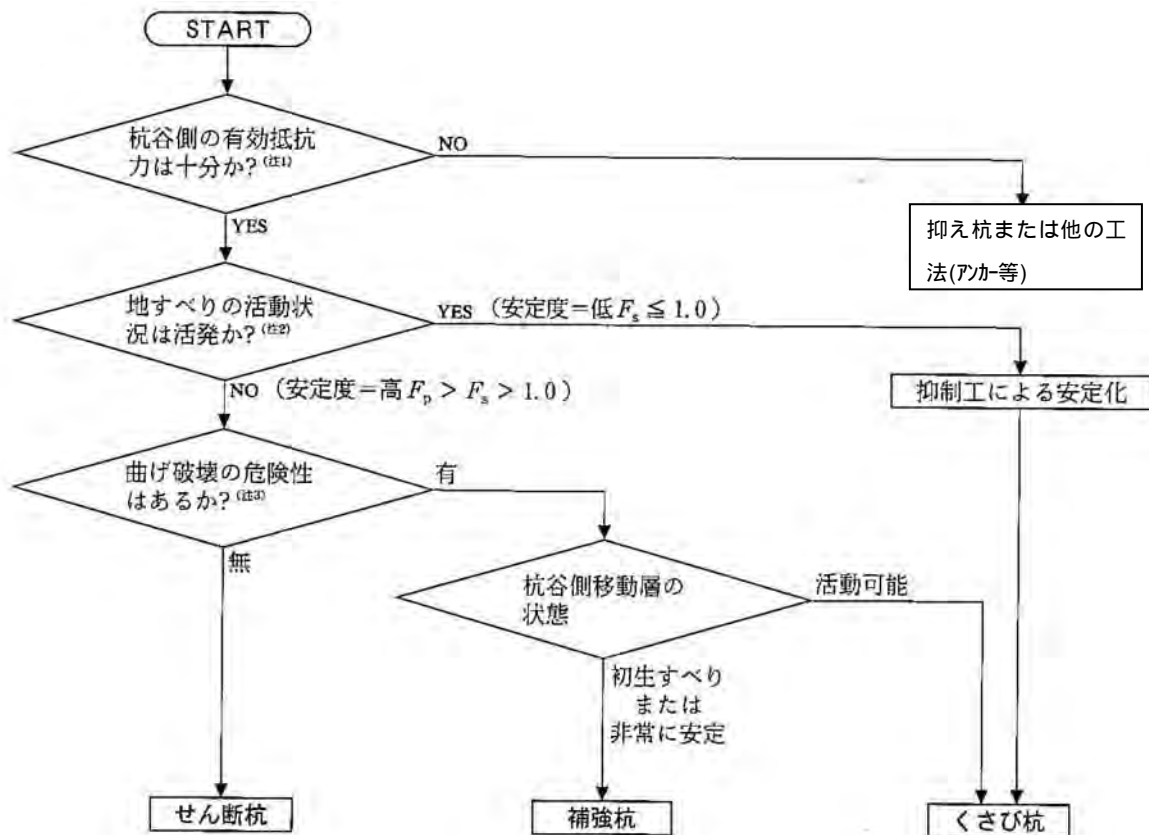 START
杭谷側の有効抵抗
力は十分か?(注1)
NO
YES
抑え杭または他の工
法(アンカー等)
地すべりの活動状
況は活発か?(注2)
YES (安定度=低 Fs ≦ 1.0)
NO (安定度=高 Fp > Fs > 1.0)
抑制工による安定化
曲げ破壊の危険性
はあるか?(注3)
有
無
杭谷側移動層の
状態
活動可能
初生すべり
または
非常に安定
せん断杭
補強杭
くさび杭